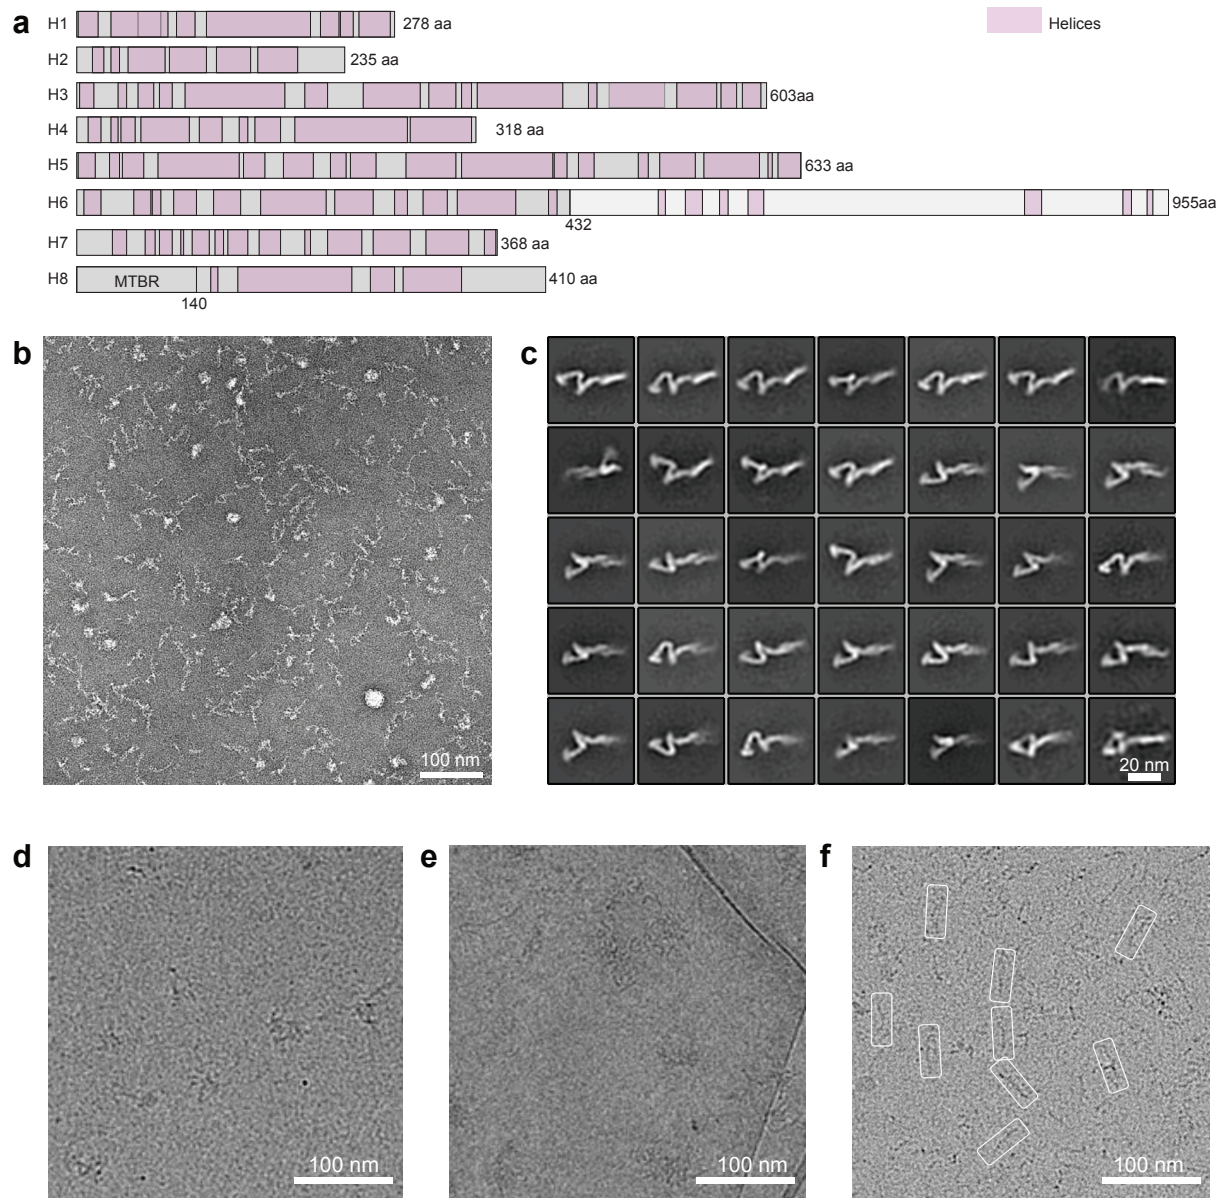 a
H1
278 aa
Helices
H2
235 aa
H3
603aa
H4
318 aa
H5
633 aa
H6
955aa
432
H7
368 aa
H8
MTBR
410 aa
140
b
100 nm
c
20 nm
d
100 nm
e
100 nm
f
100 nm